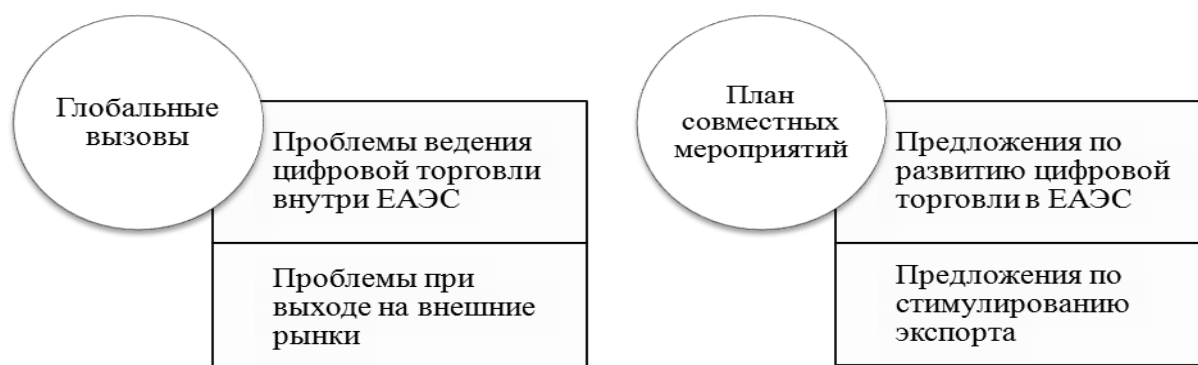 Глобальные
вызовы
Проблемы ведения
цифровой торговли
внутри ЕАЭС
Проблемы при
выходе на внешние
рынки
План
совместных
мероприятий
Предложения по
развитию цифровой
торговли в ЕАЭС
Предложения по
стимулированию
экспорта